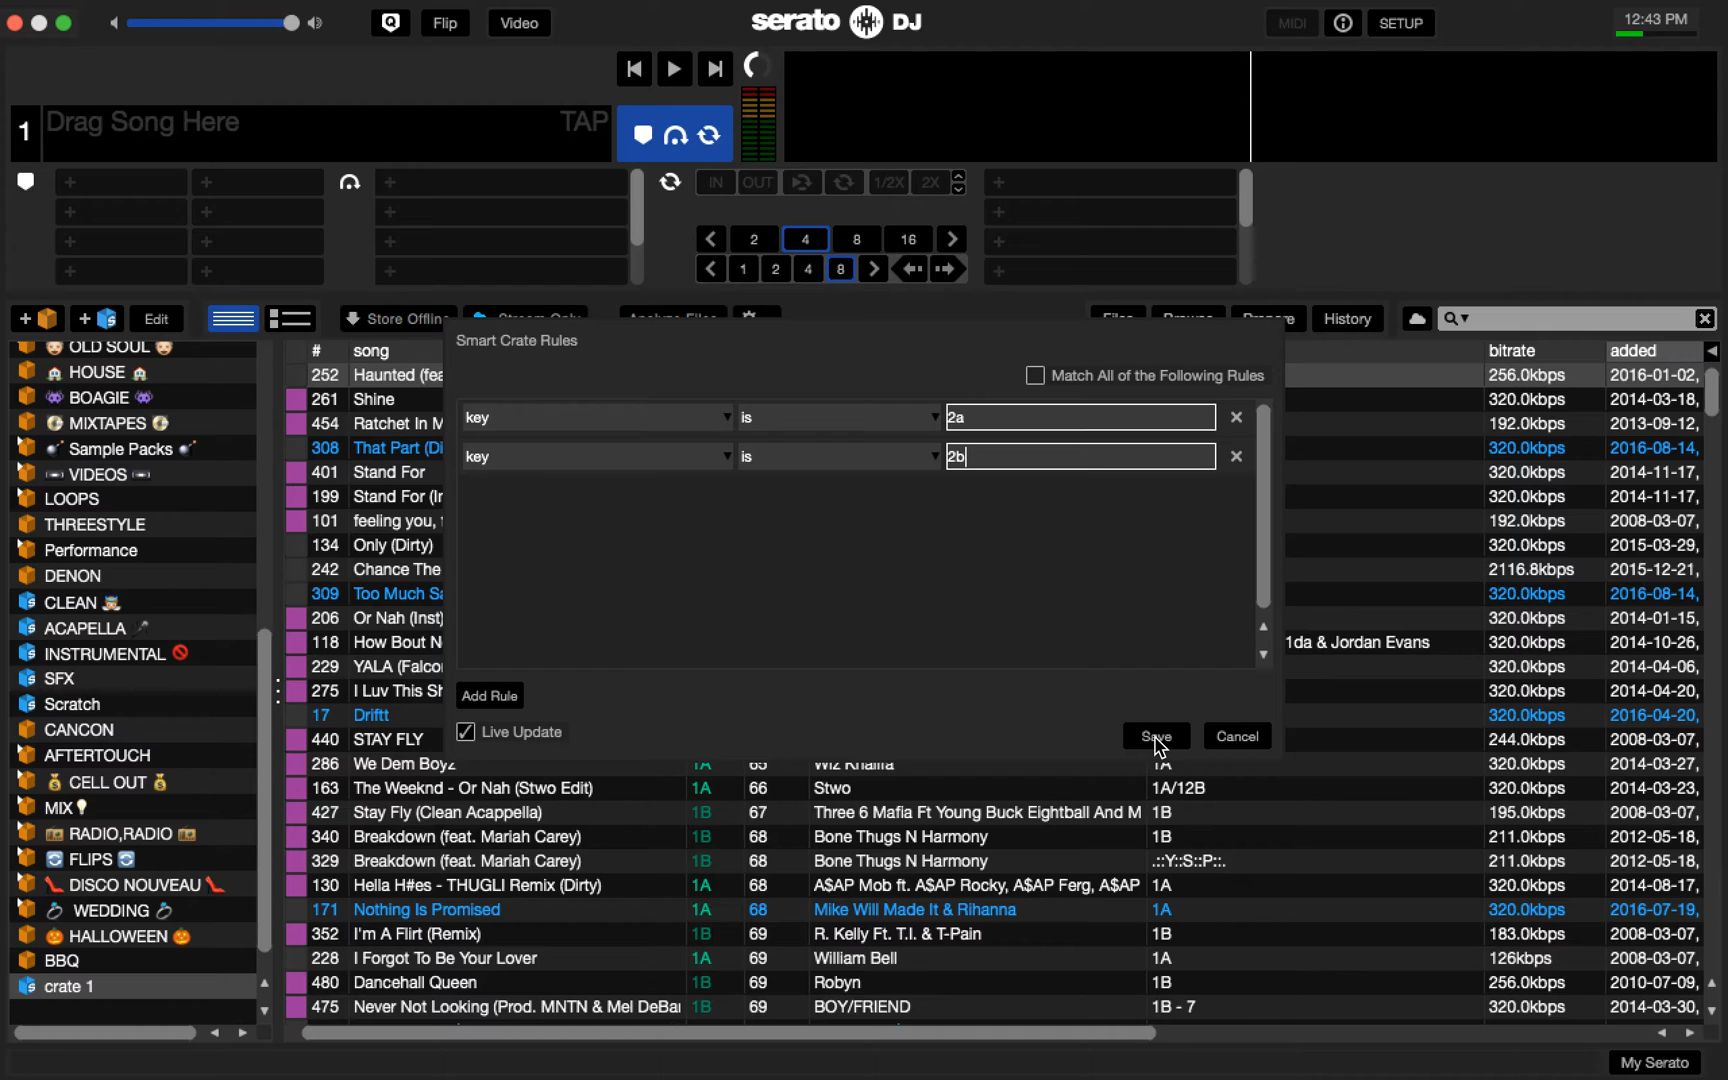 Flip
Video
serato DJ
MIDI
SETUP
12:43 PM
1
Drag Song Here
TAP
IN
OUT
1/2X
2X
2
4
8
16
1
2
4
8
Edit
Store Offline
History
Smart Crate Rules
Match All of the Following Rules
key
is
2a
key
is
2b
Add Rule
Live Update
Save
Cancel
OLD SOUL
HOUSE
BOAGIE
MIXTAPES
Sample Packs
VIDEOS
LOOPS
THREESTYLE
Performance
DENON
CLEAN
ACAPELLA
INSTRUMENTAL
SFX
Scratch
CANCON
AFTERTOUCH
CELL OUT
MIX
RADIO,RADIO
FLIPS
DISCO NOUVEAU
WEDDING
HALLOWEEN
BBQ
crate 1
# song bitrate added
252 Haunted (fea 256.0kbps 2016-01-02,
261 Shine 320.0kbps 2014-03-18,
454 Ratchet In M 192.0kbps 2013-09-12,
308 That Part (Di 320.0kbps 2016-08-14,
401 Stand For 320.0kbps 2014-11-17,
199 Stand For (In 320.0kbps 2014-11-17,
101 feeling you, 192.0kbps 2008-03-07,
134 Only (Dirty) 320.0kbps 2015-03-29,
242 Chance The 2116.8kbps 2015-12-21,
309 Too Much Sa 320.0kbps 2016-08-14,
206 Or Nah (Inst) 320.0kbps 2014-01-15,
118 How Bout N 1da & Jordan Evans 320.0kbps 2014-10-26,
229 YALA (Falco 320.0kbps 2014-04-06,
275 I Luv This Sh 320.0kbps 2014-04-20,
17 Driftt 320.0kbps 2016-04-20,
440 STAY FLY 244.0kbps 2008-03-07,
286 We Dem Boyz 1A 65 Wiz Khalifa 1A 320.0kbps 2014-03-27,
163 The Weeknd - Or Nah (Stwo Edit) 1A 66 Stwo 1A/12B 320.0kbps 2014-03-23,
427 Stay Fly (Clean Acappella) 1B 67 Three 6 Mafia Ft Young Buck Eightball And M 1B 195.0kbps 2008-03-07,
340 Breakdown (feat. Mariah Carey) 1B 68 Bone Thugs N Harmony 1B 211.0kbps 2012-05-18,
329 Breakdown (feat. Mariah Carey) 1B 68 Bone Thugs N Harmony .::Y::S::P::. 211.0kbps 2012-05-18,
130 Hella H#es - THUGLI Remix (Dirty) 1A 68 A$AP Mob ft. A$AP Rocky, A$AP Ferg, A$AP 1A 320.0kbps 2014-08-17,
171 Nothing Is Promised 1A 68 Mike Will Made It & Rihanna 1A 320.0kbps 2016-07-19,
352 I'm A Flirt (Remix) 1B 69 R. Kelly Ft. T.I. & T-Pain 1B 183.0kbps 2008-03-07,
228 I Forgot To Be Your Lover 1A 69 William Bell 1A 126kbps 2008-03-07,
480 Dancehall Queen 1B 69 Robyn 1B 256.0kbps 2010-07-09,
475 Never Not Looking (Prod. MNTN & Mel DeBar 1B 69 BOY/FRIEND 1B - 7 320.0kbps 2014-03-30,
My Serato